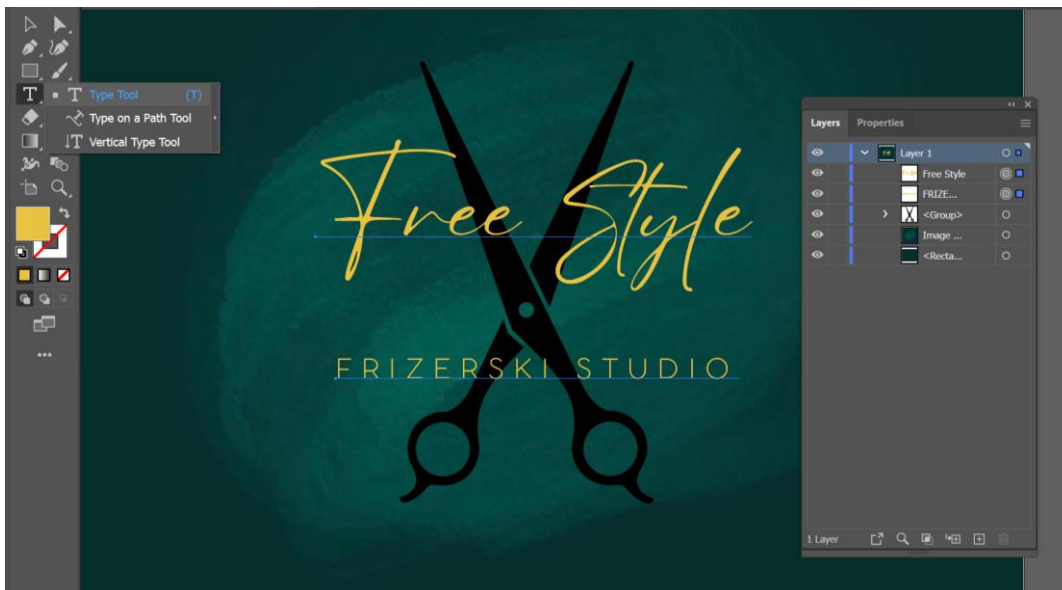 Type Tool (T)
Type on a Path Tool
Vertical Type Tool
Free Style
FRIZERSKI STUDIO
Layers Properties
Layer 1
Free Style
FRIZE...
<Group>
Image ...
<Recta...
1 Layer